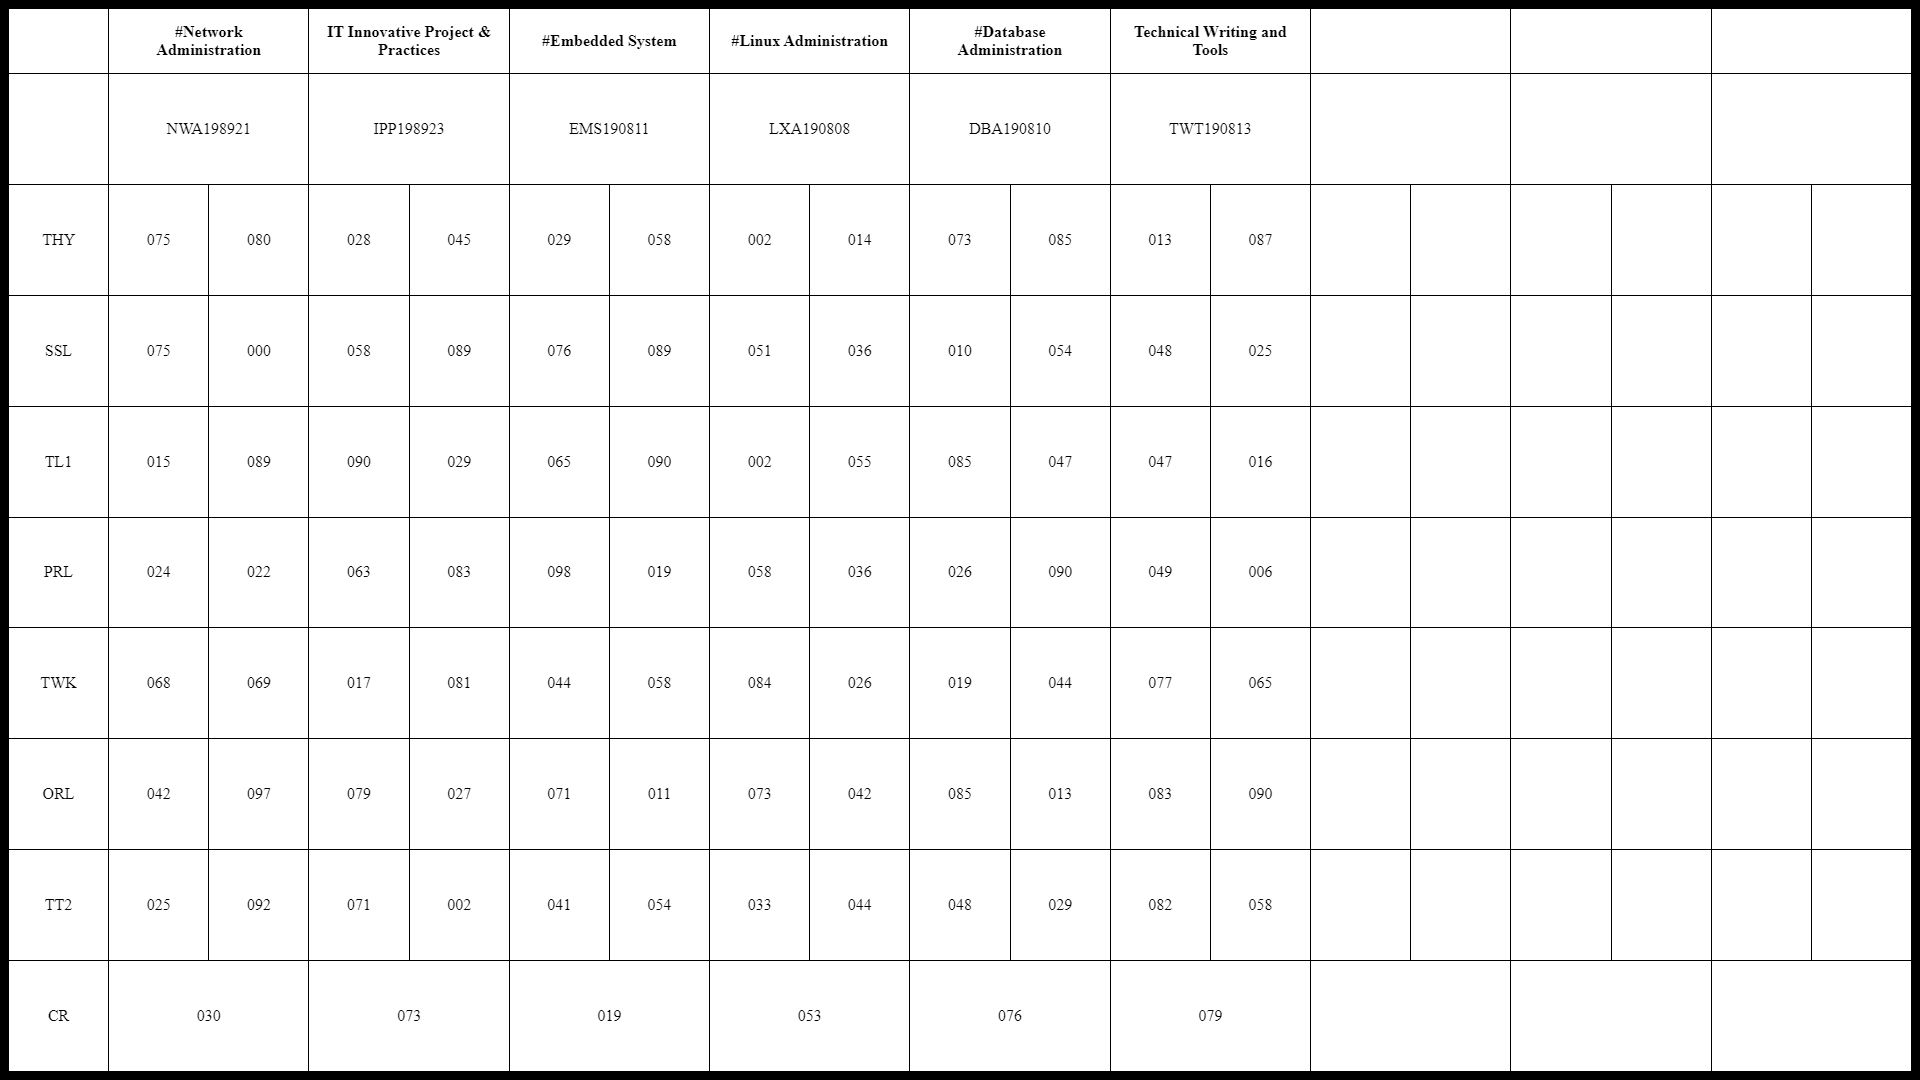 #Network Administration	IT Innovative Project & Practices	#Embedded System	#Linux Administration	#Database Administration	Technical Writing and Tools
NWA198921	IPP198923	EMS190811	LXA190808	DBA190810	TWT190813
THY	075	080	028	045	029	058	002	014	073	085	013	087
SSL	075	000	058	089	076	089	051	036	010	054	048	025
TL1	015	089	090	029	065	090	002	055	085	047	047	016
PRL	024	022	063	083	098	019	058	036	026	090	049	006
TWK	068	069	017	081	044	058	084	026	019	044	077	065
ORL	042	097	079	027	071	011	073	042	085	013	083	090
TT2	025	092	071	002	041	054	033	044	048	029	082	058
CR	030	073	019	053	076	079